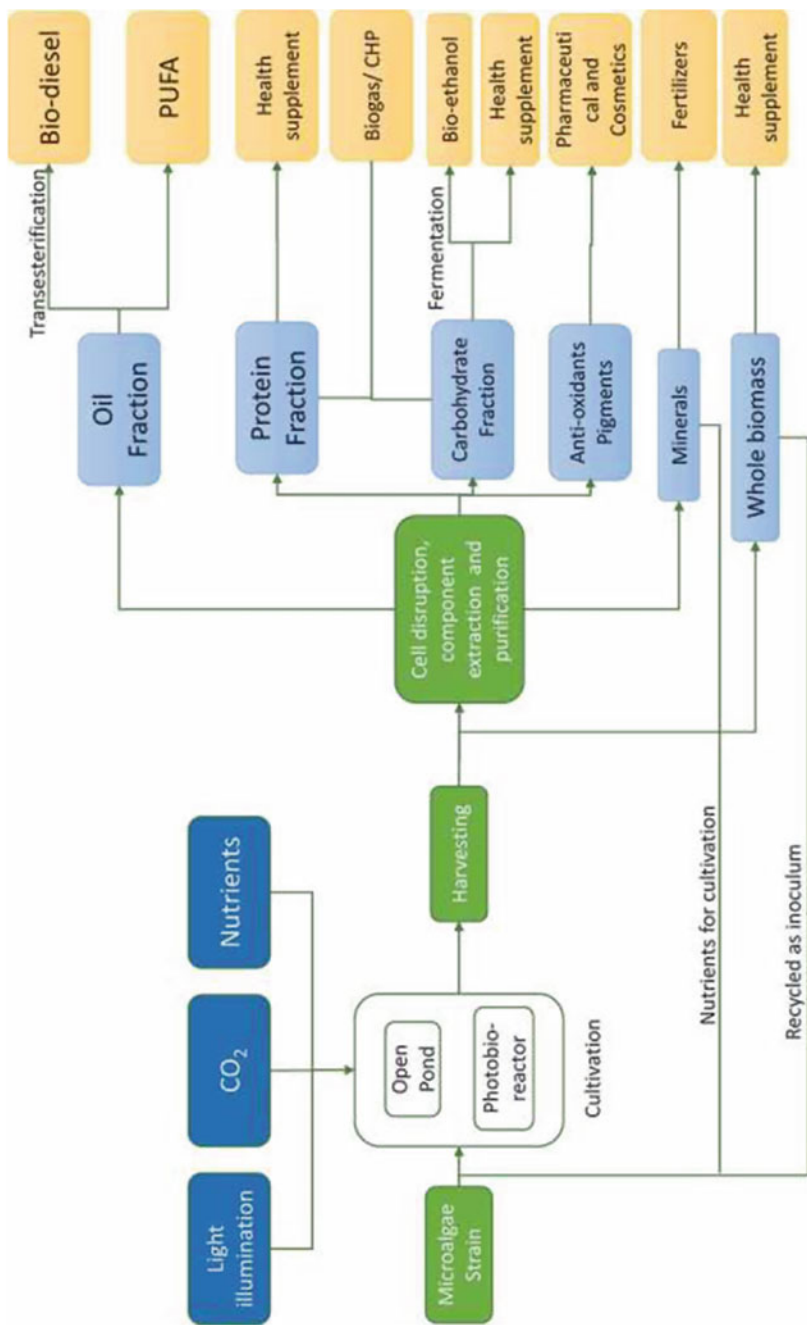 Light
illumination
CO₂
Nutrients
Microalgae
Strain
Open
Pond
Photobio-
reactor
Cultivation
Harvesting
Cell disruption,
component
extraction and
purification
Oil
Fraction
Protein
Fraction
Carbohydrate
Fraction
Anti-oxidants
Pigments
Minerals
Whole biomass
Transesterification
Fermentation
Bio-diesel
PUFA
Health
supplement
Biogas/ CHP
Bio-ethanol
Health
supplement
Pharmaceuti
cal and
Cosmetics
Fertilizers
Health
supplement
Nutrients for cultivation
Recycled as inoculum